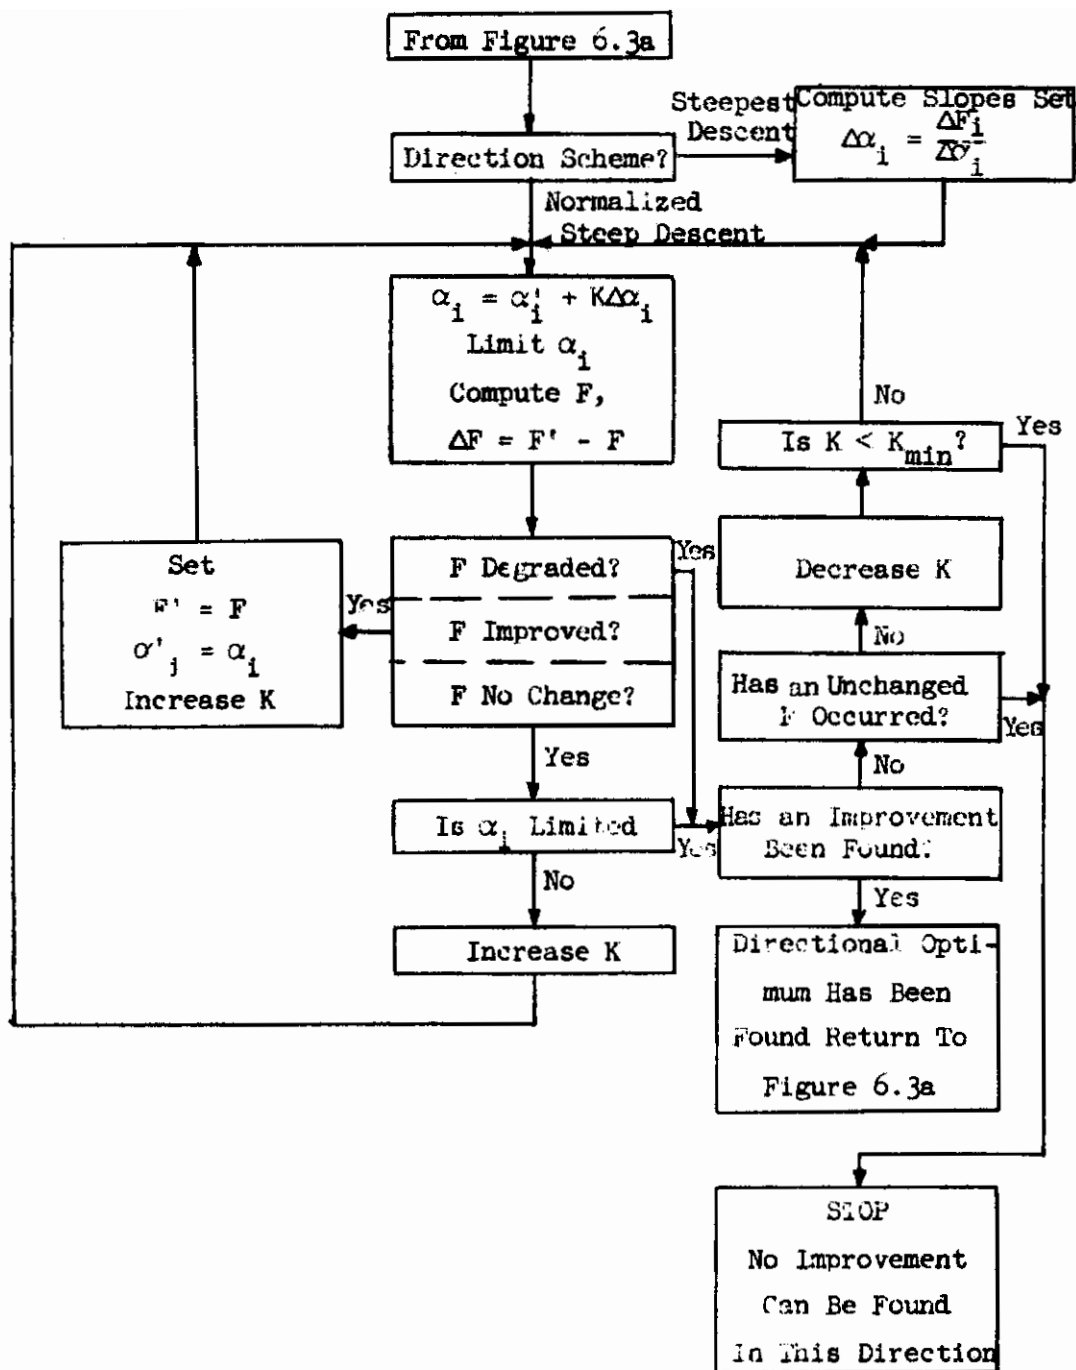 From Figure 6.3a
Steepest
Descent
Compute Slopes Set
Δα_i = ΔF_i / Δα_i
Direction Scheme?
Normalized
Steep Descent
α_i = α'_i + KΔα_i
Limit α_i
Compute F,
ΔF = F' - F
No
Is K < K_min?
Yes
Set
F' = F
α'_i = α_i
Increase K
Yes
F Degraded?
F Improved?
F No Change?
Yes
Decrease K
No
Has an Unchanged
F Occurred?
Yes
Yes
No
Is α_i Limited
Yes
Has an Improvement
Been Found?
No
Yes
Increase K
Directional Opti-
mum Has Been
Found Return To
Figure 6.3a
STOP
No Improvement
Can Be Found
In This Direction